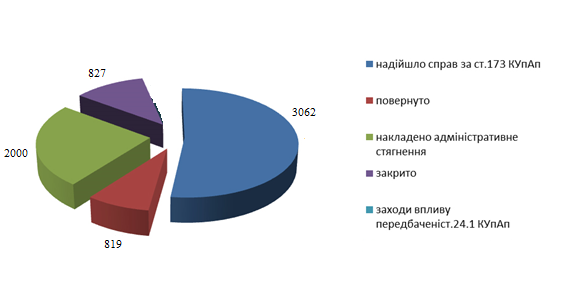 827
3062
2000
819
надійшло справ за ст.173 КУпАп
повернуто
накладено адміністративне
стягнення
закрито
заходи впливу
передбаченіст.24.1 КУпАп